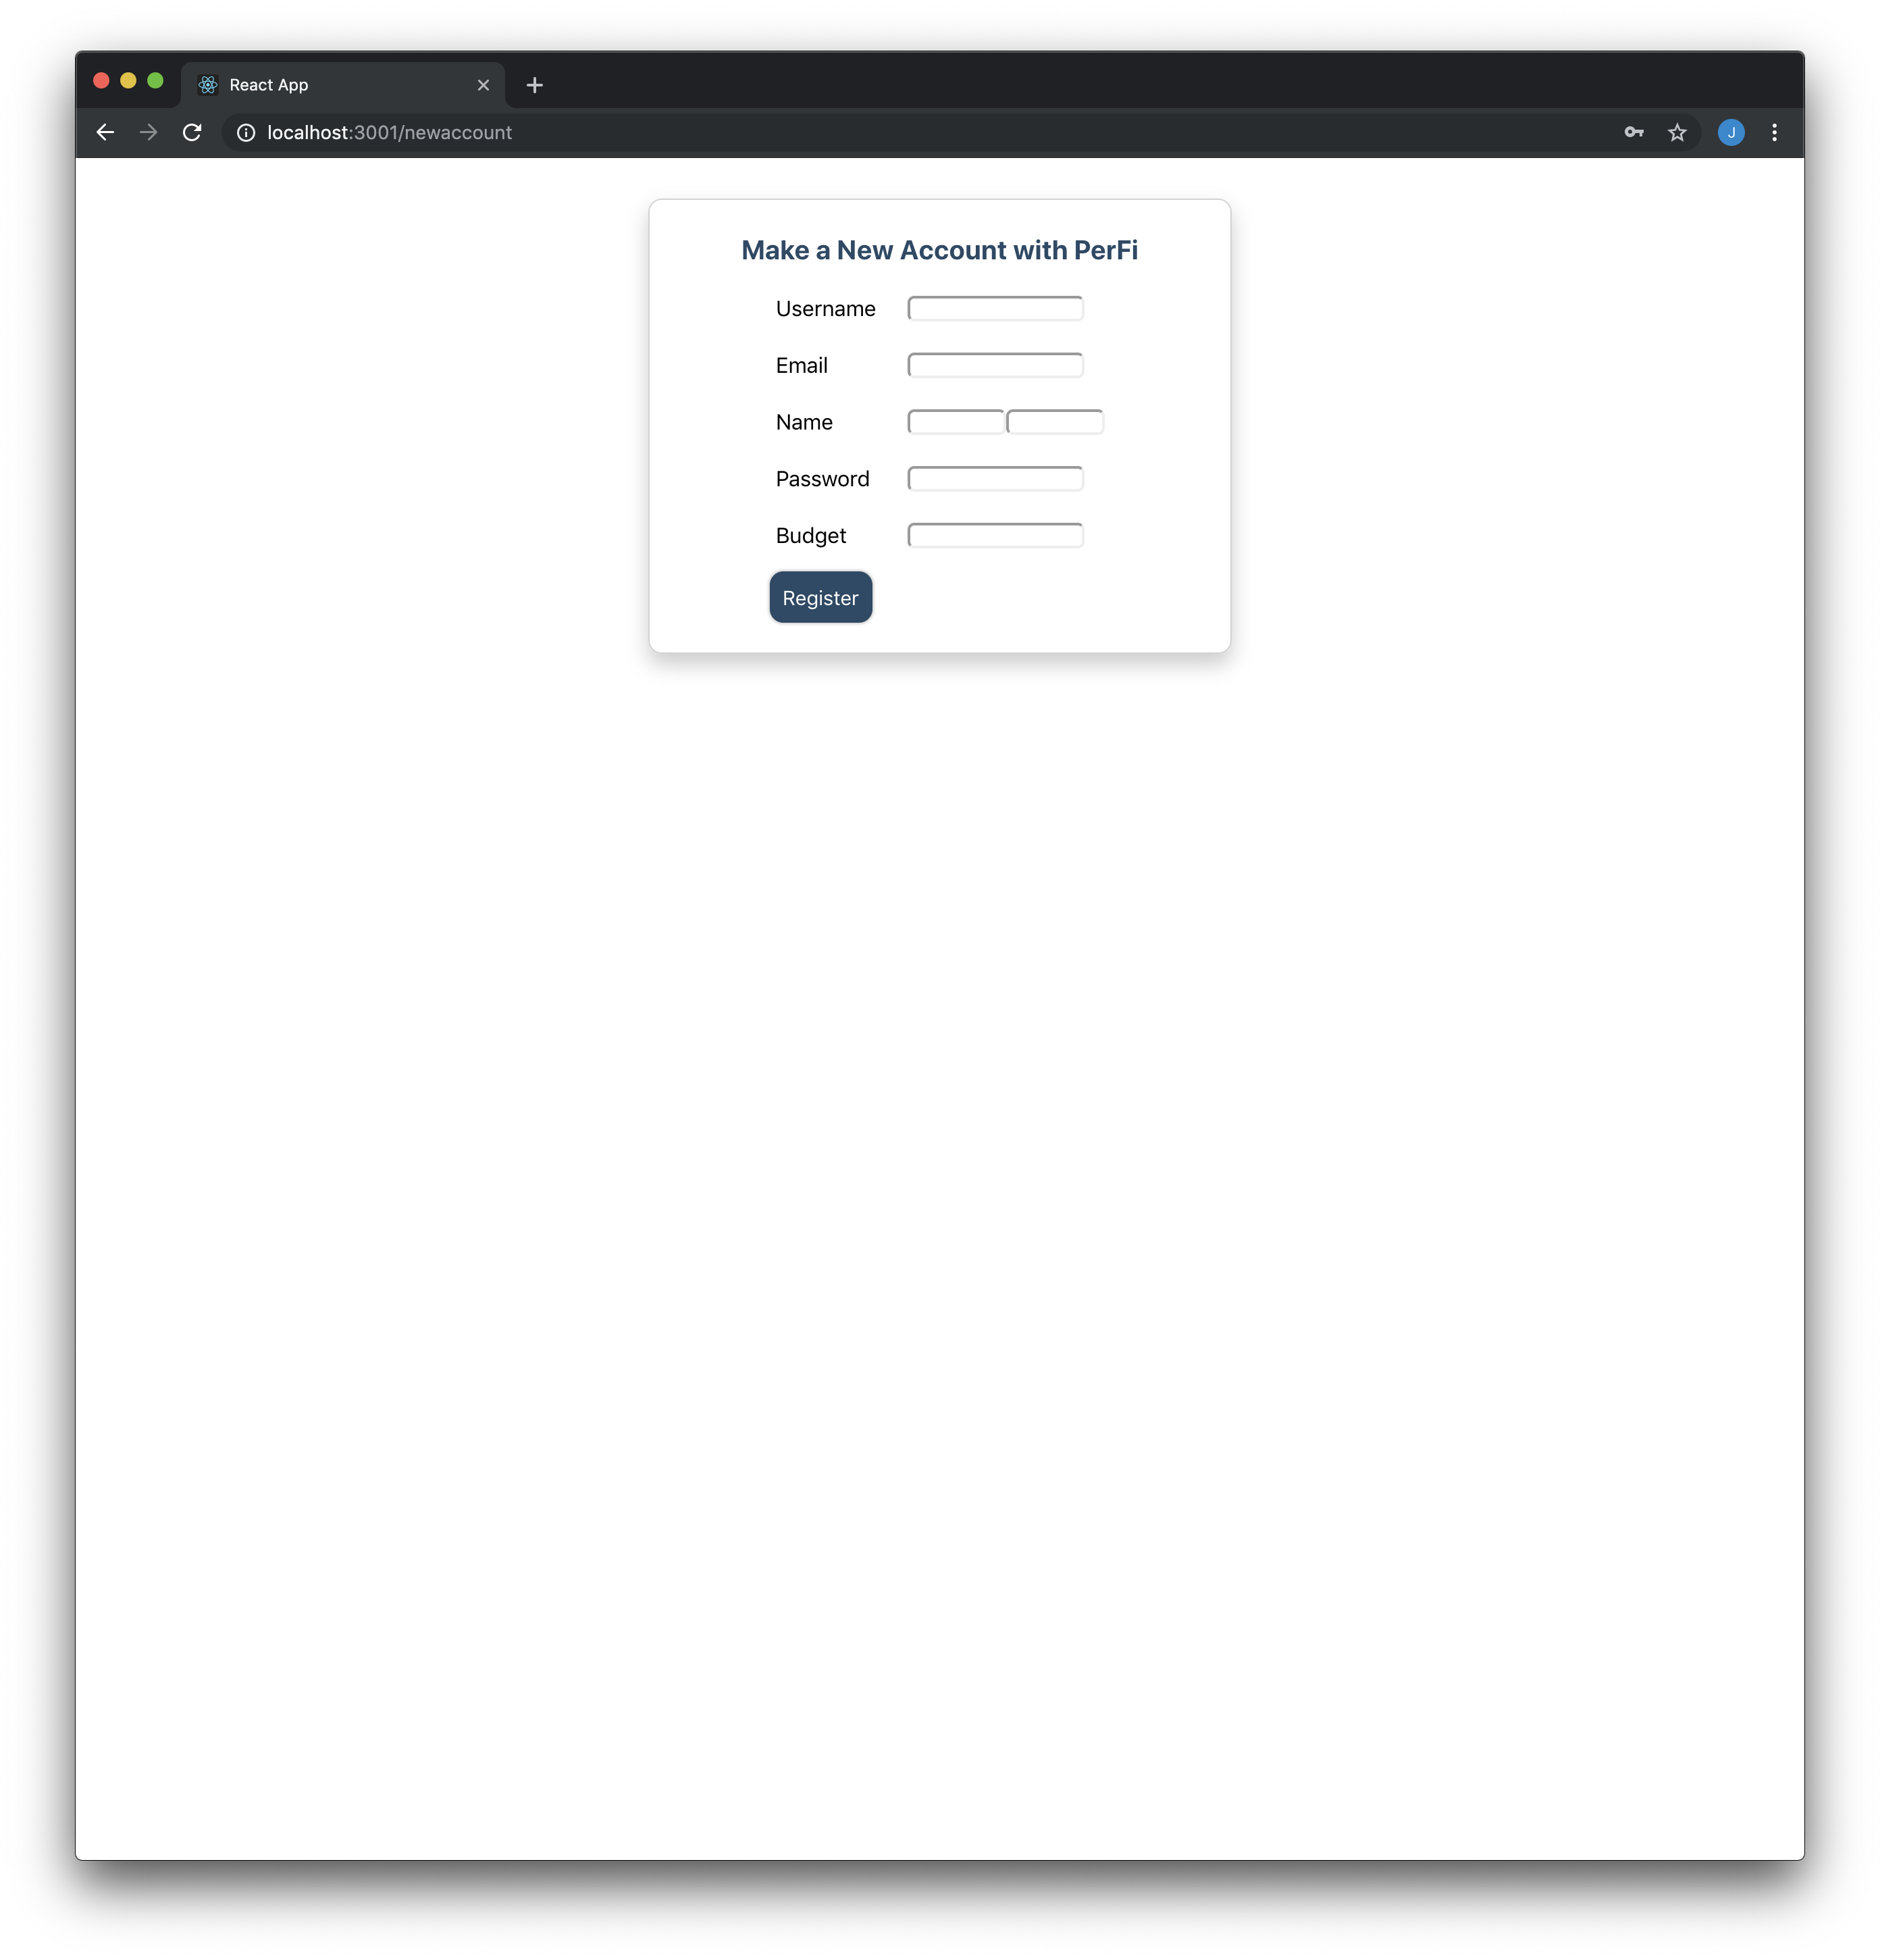 React App
localhost:3001/newaccount
J
Make a New Account with PerFi
Username
Email
Name
Password
Budget
Register